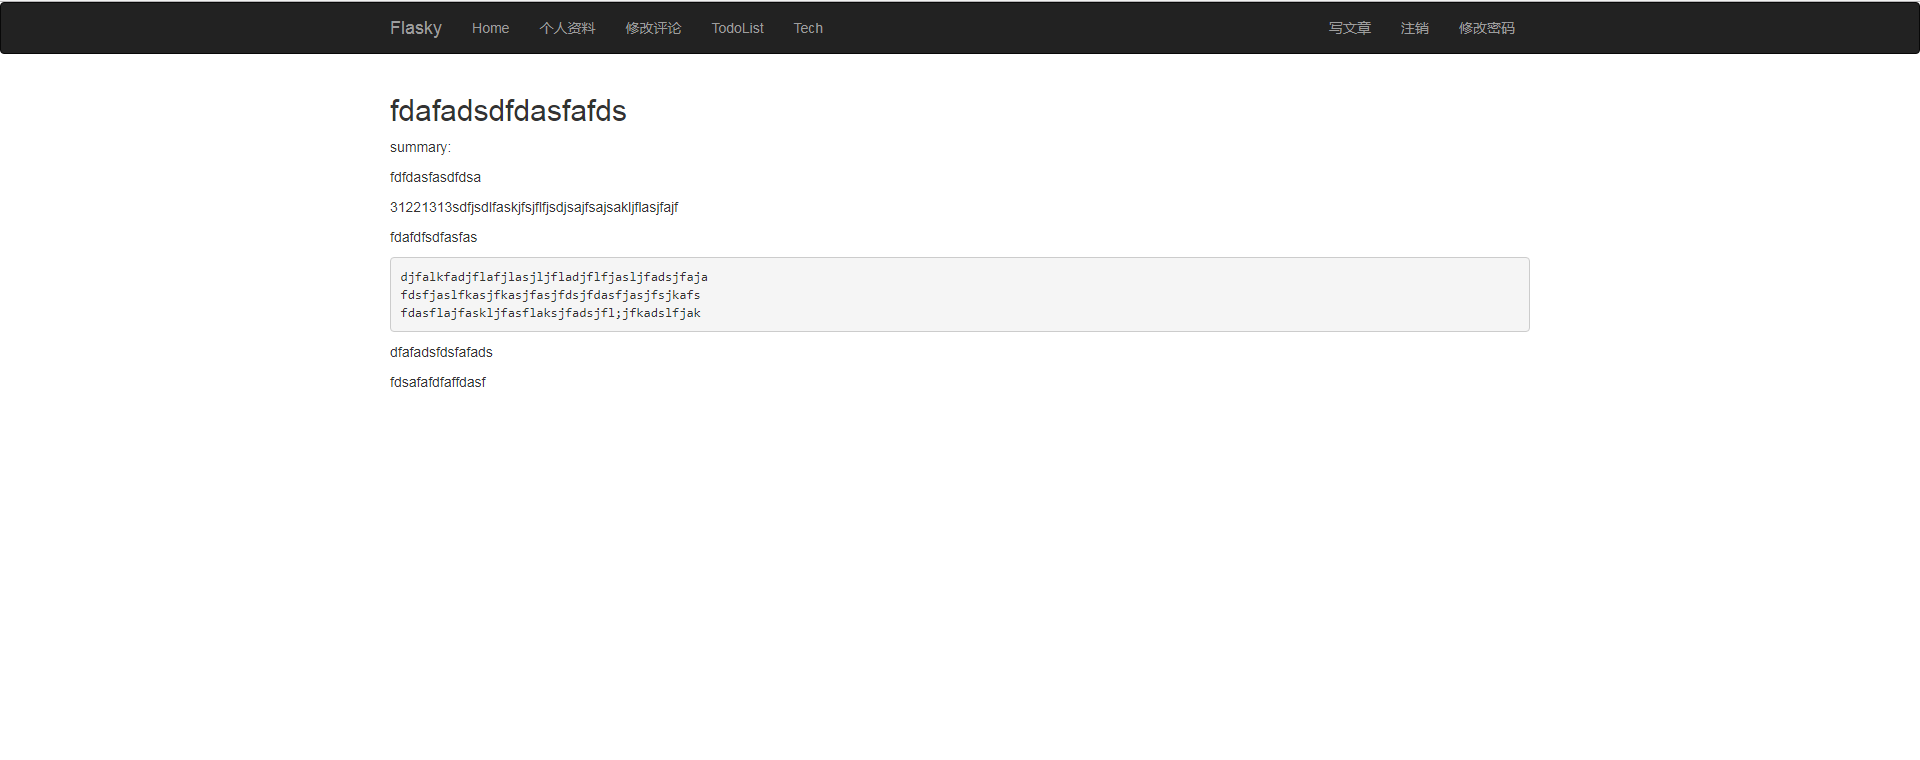 Flasky Home 个人资料 修改评论 TodoList Tech 写文章 注销 修改密码
fdafadsdfdasfafds
summary:
fdfdasfasdfdsa
31221313sdfjsdlfaskjfsjflfjsdjsajfsajsakljflasjfajf
fdafdfsdfasfas
djfalkfadjflafjlasjljfladjflfjasljfadsjfaja
fdsfjaslfkasjfkasjfasjfdsjfdasfjasjfsjkafs
fdasflajfaskljfasflaksjfadsjfl;jfkadslfjak
dfafadsfdsfafads
fdsafafdfaffdasf